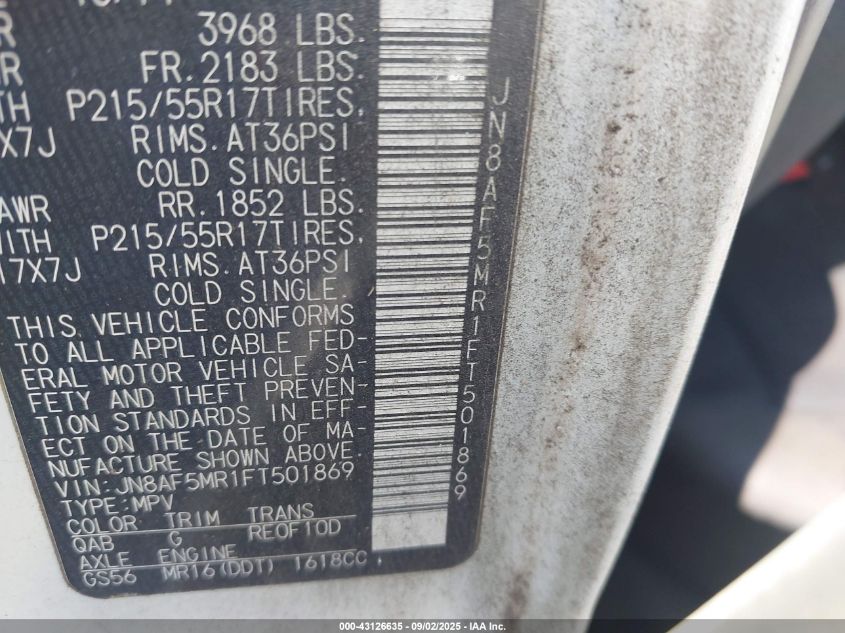 3968 LBS.
FR. 2183 LBS.
P215/55R17TIRES,
X7J RIMS. AT36PSI
COLD SINGLE.
AWR RR. 1852 LBS.
P215/55R17TIRES,
17X7J RIMS. AT36PSI
COLD SINGLE.
THIS VEHICLE CONFORMS
TO ALL APPLICABLE FED-
ERAL MOTOR VEHICLE SA-
FETY AND THEFT PREVEN-
TION STANDARDS IN EFF-
ECT ON THE DATE OF MA-
NUFACTURE SHOWN ABOVE.
VIN:JN8AF5MR1FT501869
TYPE:MPV
COLOR TRIM TRANS
QAB G REOF10D
AXLE ENGINE
GS56 MR16(DDT) 1618CC
JN8AF5MR1FT501869
000-43126635 - 09/02/2025 - IAA Inc.